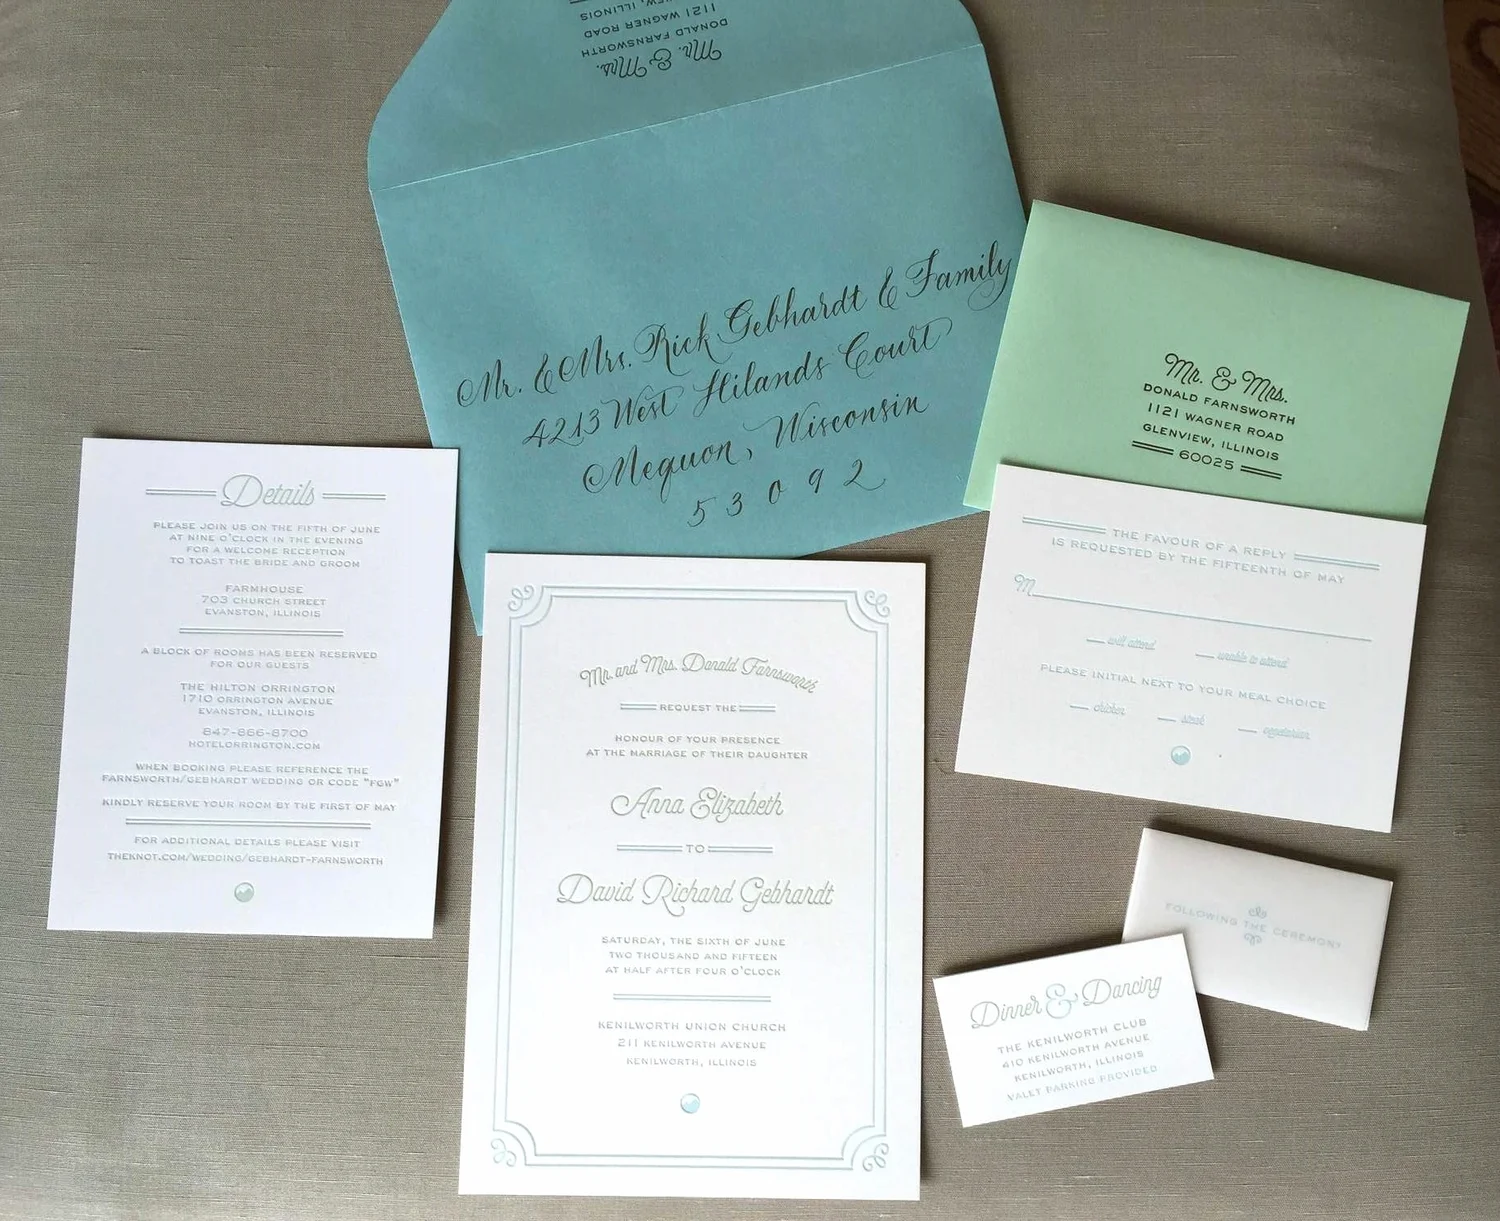 Mr. & Mrs.
DONALD FARNSWORTH
1121 WAGNER ROAD
ILLINOIS
Mr. & Mrs. Rick Gebhardt & Family
4213 West Hilands Court
Mequon, Wisconsin
53092
Mr. & Mrs.
DONALD FARNSWORTH
1121 WAGNER ROAD
GLENVIEW, ILLINOIS
60025
Details
PLEASE JOIN US ON THE FIFTH OF JUNE
AT NINE O'CLOCK IN THE EVENING
FOR A WELCOME RECEPTION
TO TOAST THE BRIDE AND GROOM
FARMHOUSE
703 CHURCH STREET
EVANSTON, ILLINOIS
A BLOCK OF ROOMS HAS BEEN RESERVED
FOR OUR GUESTS
THE HILTON ORRINGTON
1710 ORRINGTON AVENUE
EVANSTON, ILLINOIS
847-866-8700
HOTELORRINGTON.COM
WHEN BOOKING PLEASE REFERENCE THE
FARNSWORTH/GEBHARDT WEDDING OR CODE "FGW"
KINDLY RESERVE YOUR ROOM BY THE FIRST OF MAY
FOR ADDITIONAL DETAILS PLEASE VISIT
THEKNOT.COM/WEDDING/GEBHARDT-FARNSWORTH
Mr. and Mrs. Donald Farnsworth
REQUEST THE
HONOUR OF YOUR PRESENCE
AT THE MARRIAGE OF THEIR DAUGHTER
Anna Elizabeth
TO
David Richard Gebhardt
SATURDAY, THE SIXTH OF JUNE
TWO THOUSAND AND FIFTEEN
AT HALF AFTER FOUR O'CLOCK
KENILWORTH UNION CHURCH
211 KENILWORTH AVENUE
KENILWORTH, ILLINOIS
THE FAVOUR OF A REPLY
IS REQUESTED BY THE FIFTEENTH OF MAY
M
will attend unable to attend
PLEASE INITIAL NEXT TO YOUR MEAL CHOICE
chicken steak vegetarian
FOLLOWING THE CEREMONY
Dinner & Dancing
THE KENILWORTH CLUB
410 KENILWORTH AVENUE
KENILWORTH, ILLINOIS
VALET PARKING PROVIDED